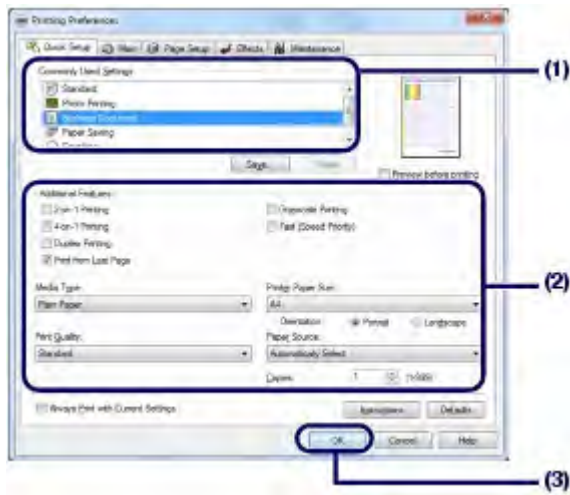 Printing Preferences
Quick Setup Main Page Setup Effects Maintenance
Commonly Used Settings
(1)
Standard
Photo Printing
Business Document
Paper Saving
Save...
Preview before printing
Additional Features
2-on-1 Printing Grayscale Printing
4-on-1 Printing Fast (Speed Priority)
Duplex Printing
Print from Last Page
(2)
Media Type: Printer Paper Size:
Plain Paper A4
Orientation: Portrait Landscape
Print Quality: Paper Source:
Standard Automatically Select
Copies: 1 (1-999)
Always Print with Current Settings Instructions Defaults
OK Cancel Help
(3)